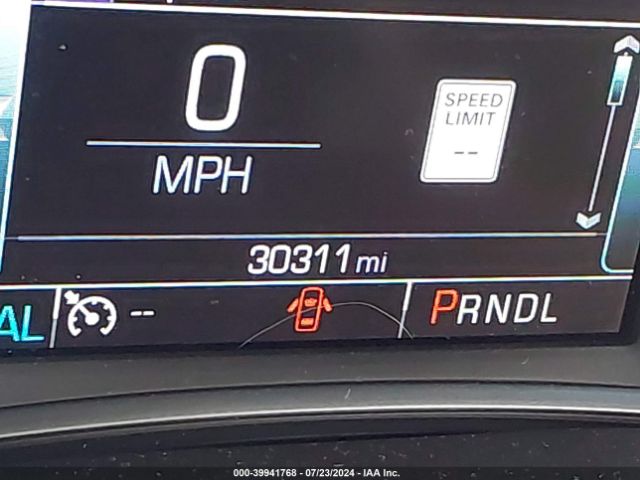 0
MPH
SPEED
LIMIT
--
30311 mi
AL
--
PRNDL
000-39941768 - 07/23/2024 - IAA Inc.